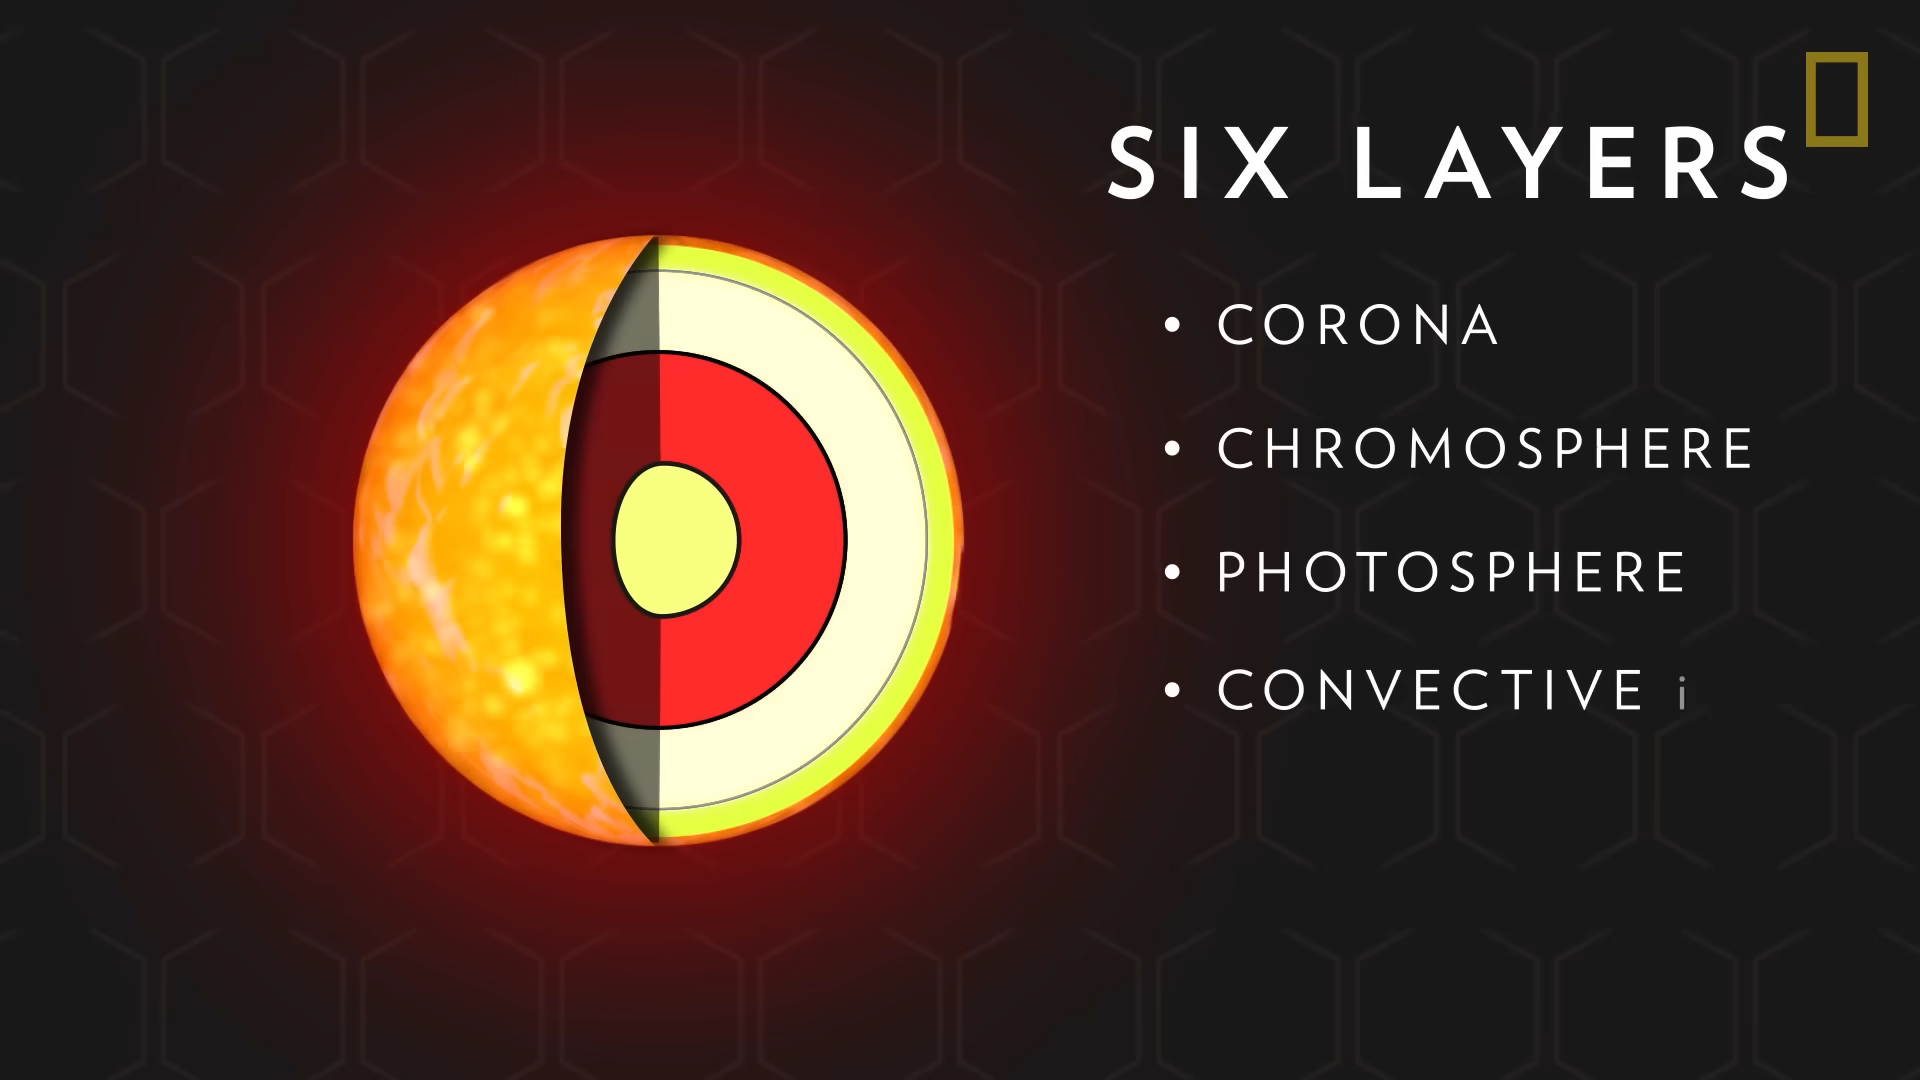 SIX LAYERS
• CORONA
• CHROMOSPHERE
• PHOTOSPHERE
• CONVECTIVE i